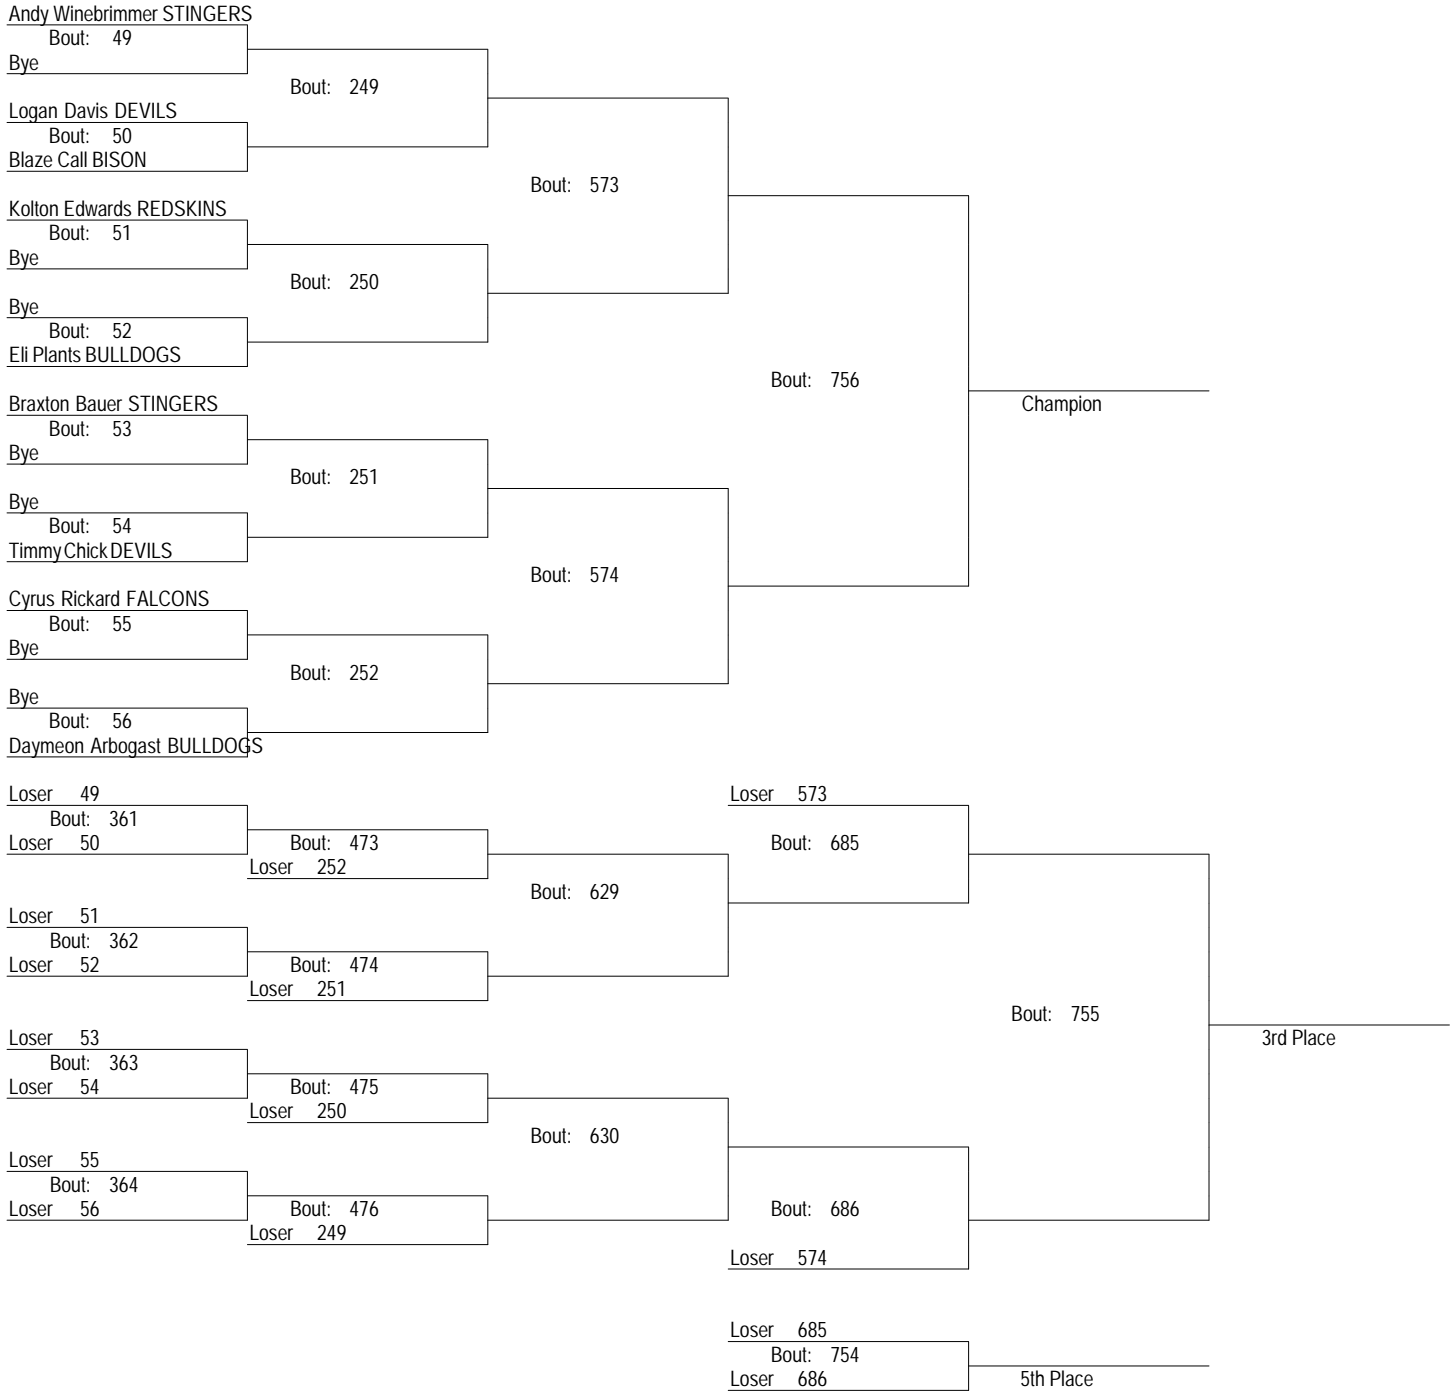 Andy Winebrimmer STINGERS
Bout: 49
Bye
Bout: 249
Logan Davis DEVILS
Bout: 50
Blaze Call BISON
Bout: 573
Kolton Edwards REDSKINS
Bout: 51
Bye
Bout: 250
Bye
Bout: 52
Eli Plants BULLDOGS
Bout: 756
Champion
Braxton Bauer STINGERS
Bout: 53
Bye
Bout: 251
Bye
Bout: 54
Timmy Chick DEVILS
Bout: 574
Cyrus Rickard FALCONS
Bout: 55
Bye
Bout: 252
Bye
Bout: 56
Daymeon Arbogast BULLDOGS
Loser 49
Bout: 361
Loser 50
Bout: 473
Loser 252
Loser 573
Bout: 685
Bout: 629
Loser 51
Bout: 362
Loser 52
Bout: 474
Loser 251
Bout: 755
3rd Place
Loser 53
Bout: 363
Loser 54
Bout: 475
Loser 250
Bout: 630
Loser 55
Bout: 364
Loser 56
Bout: 476
Loser 249
Bout: 686
Loser 574
Loser 685
Bout: 754
Loser 686
5th Place